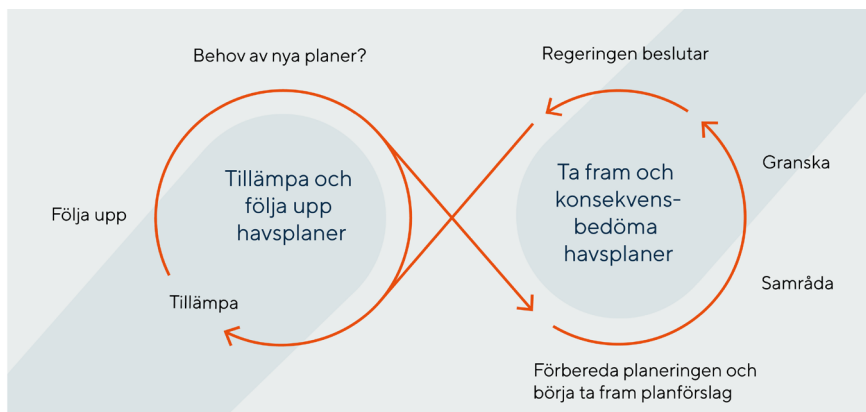 Behov av nya planer?
Regeringen beslutar
Tillämpa och
följa upp
havsplaner
Ta fram och
konsekvens-
bedöma
havsplaner
Granska
Följa upp
Samråda
Tillämpa
Förbereda planeringen och
börja ta fram planförslag